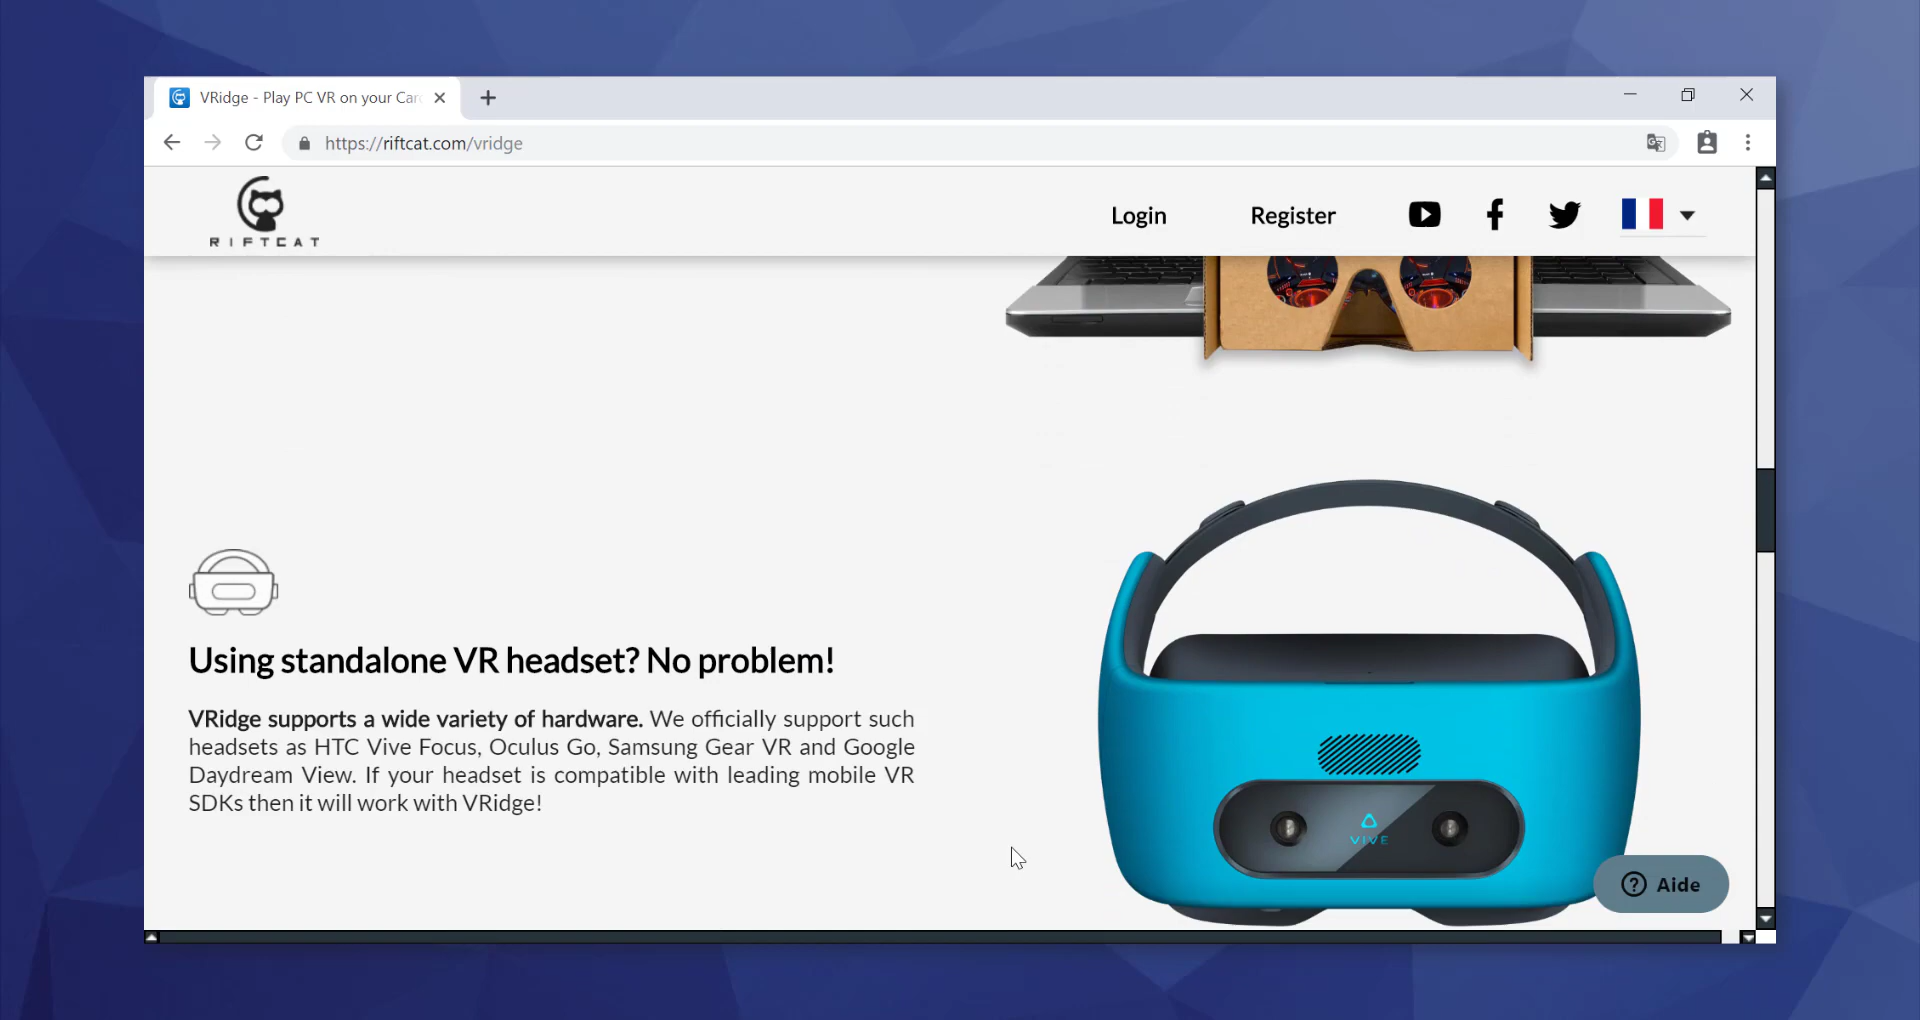 VRidge - Play PC VR on your Car
https://riftcat.com/vridge
RIFTCAT
Login
Register
Using standalone VR headset? No problem!
VRidge supports a wide variety of hardware. We officially support such
headsets as HTC Vive Focus, Oculus Go, Samsung Gear VR and Google
Daydream View. If your headset is compatible with leading mobile VR
SDKs then it will work with VRidge!
VIVE
Aide